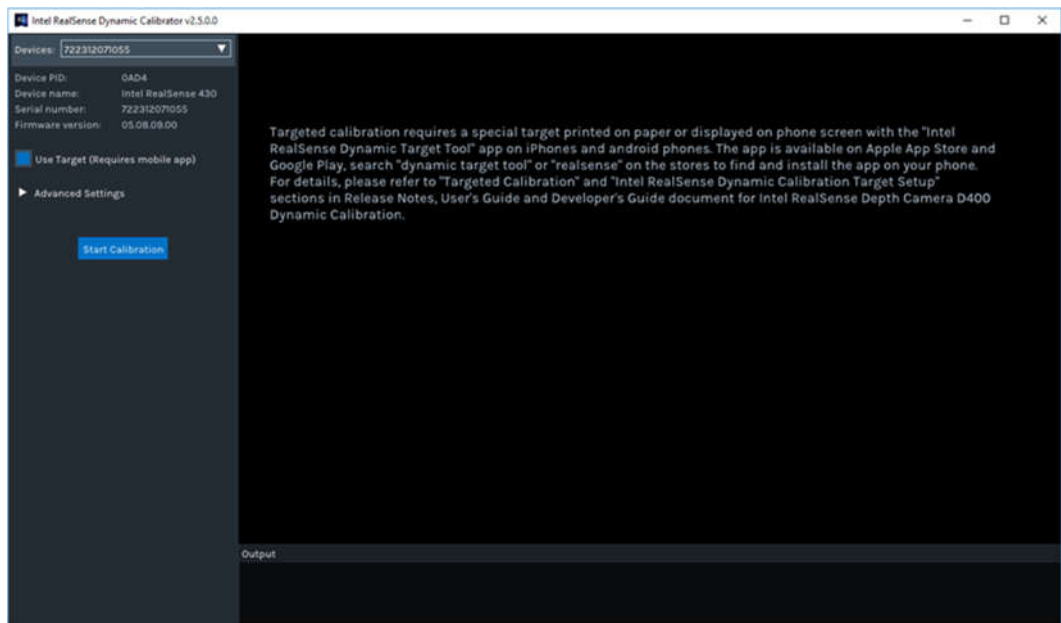 Intel RealSense Dynamic Calibrator v2.5.0.0
Devices: 722312071055
Device PID: 0AD4
Device name: Intel RealSense 430
Serial number: 722312071055
Firmware version: 05.08.09.00
Use Target (Requires mobile app)
Advanced Settings
Start Calibration
Targeted calibration requires a special target printed on paper or displayed on phone screen with the "Intel
RealSense Dynamic Target Tool" app on iPhones and android phones. The app is available on Apple App Store and
Google Play, search "dynamic target tool" or "realsense" on the stores to find and install the app on your phone.
For details, please refer to "Targeted Calibration" and "Intel RealSense Dynamic Calibration Target Setup"
sections in Release Notes, User's Guide and Developer's Guide document for Intel RealSense Depth Camera D400
Dynamic Calibration.
Output